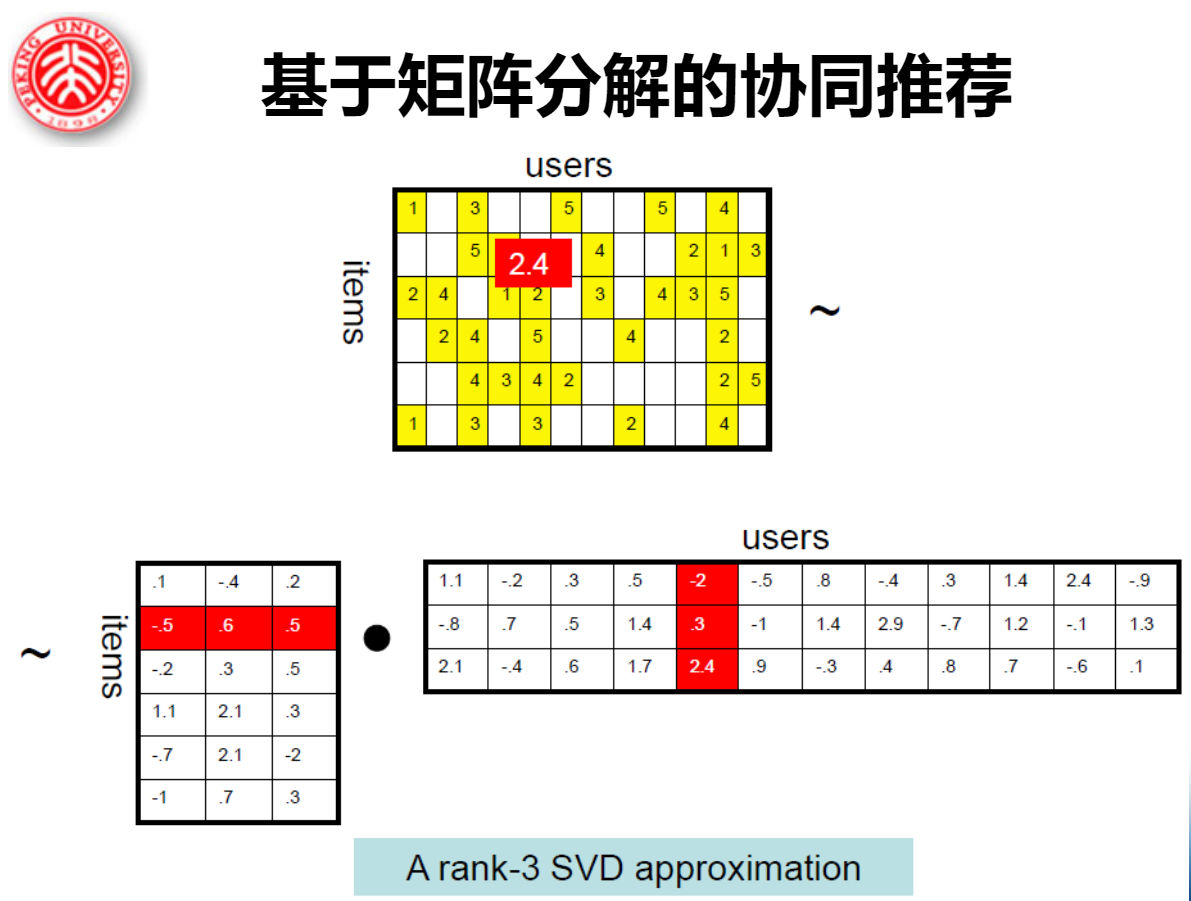 PEKING UNIVERSITY
1898
基于矩阵分解的协同推荐
users
items
1 3 5 5 4
5 4 2 1 3
2.4
2 4 1 2 3 4 3 5
2 4 5 4 2
4 3 4 2 2 5
1 3 3 2 4
~
users
~
items
.1 -.4 .2
-.5 .6 .5
-.2 .3 .5
1.1 2.1 .3
-.7 2.1 -2
-1 .7 .3
●
1.1 -.2 .3 .5 -2 -.5 .8 -.4 .3 1.4 2.4 -.9
-.8 .7 .5 1.4 .3 -1 1.4 2.9 -.7 1.2 -.1 1.3
2.1 -.4 .6 1.7 2.4 .9 -.3 .4 .8 .7 -.6 .1
A rank-3 SVD approximation